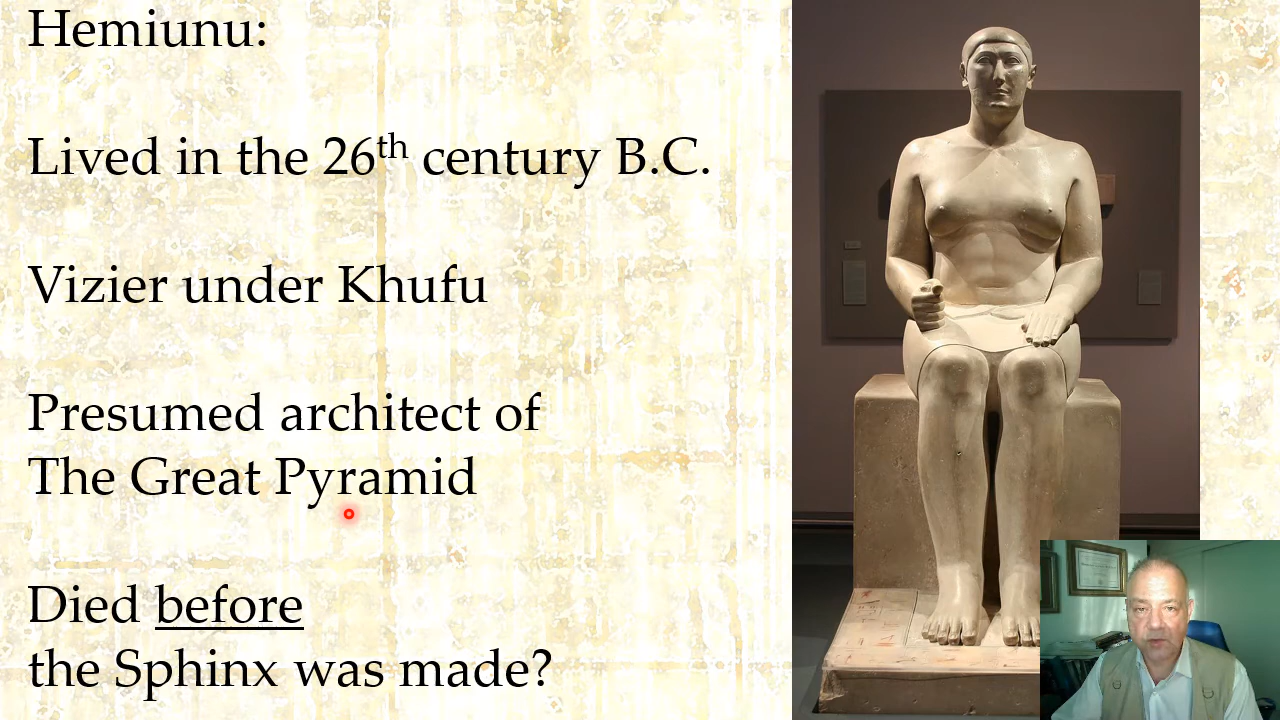 Hemiunu:
Lived in the 26th century B.C.
Vizier under Khufu
Presumed architect of
The Great Pyramid
Died before
the Sphinx was made?